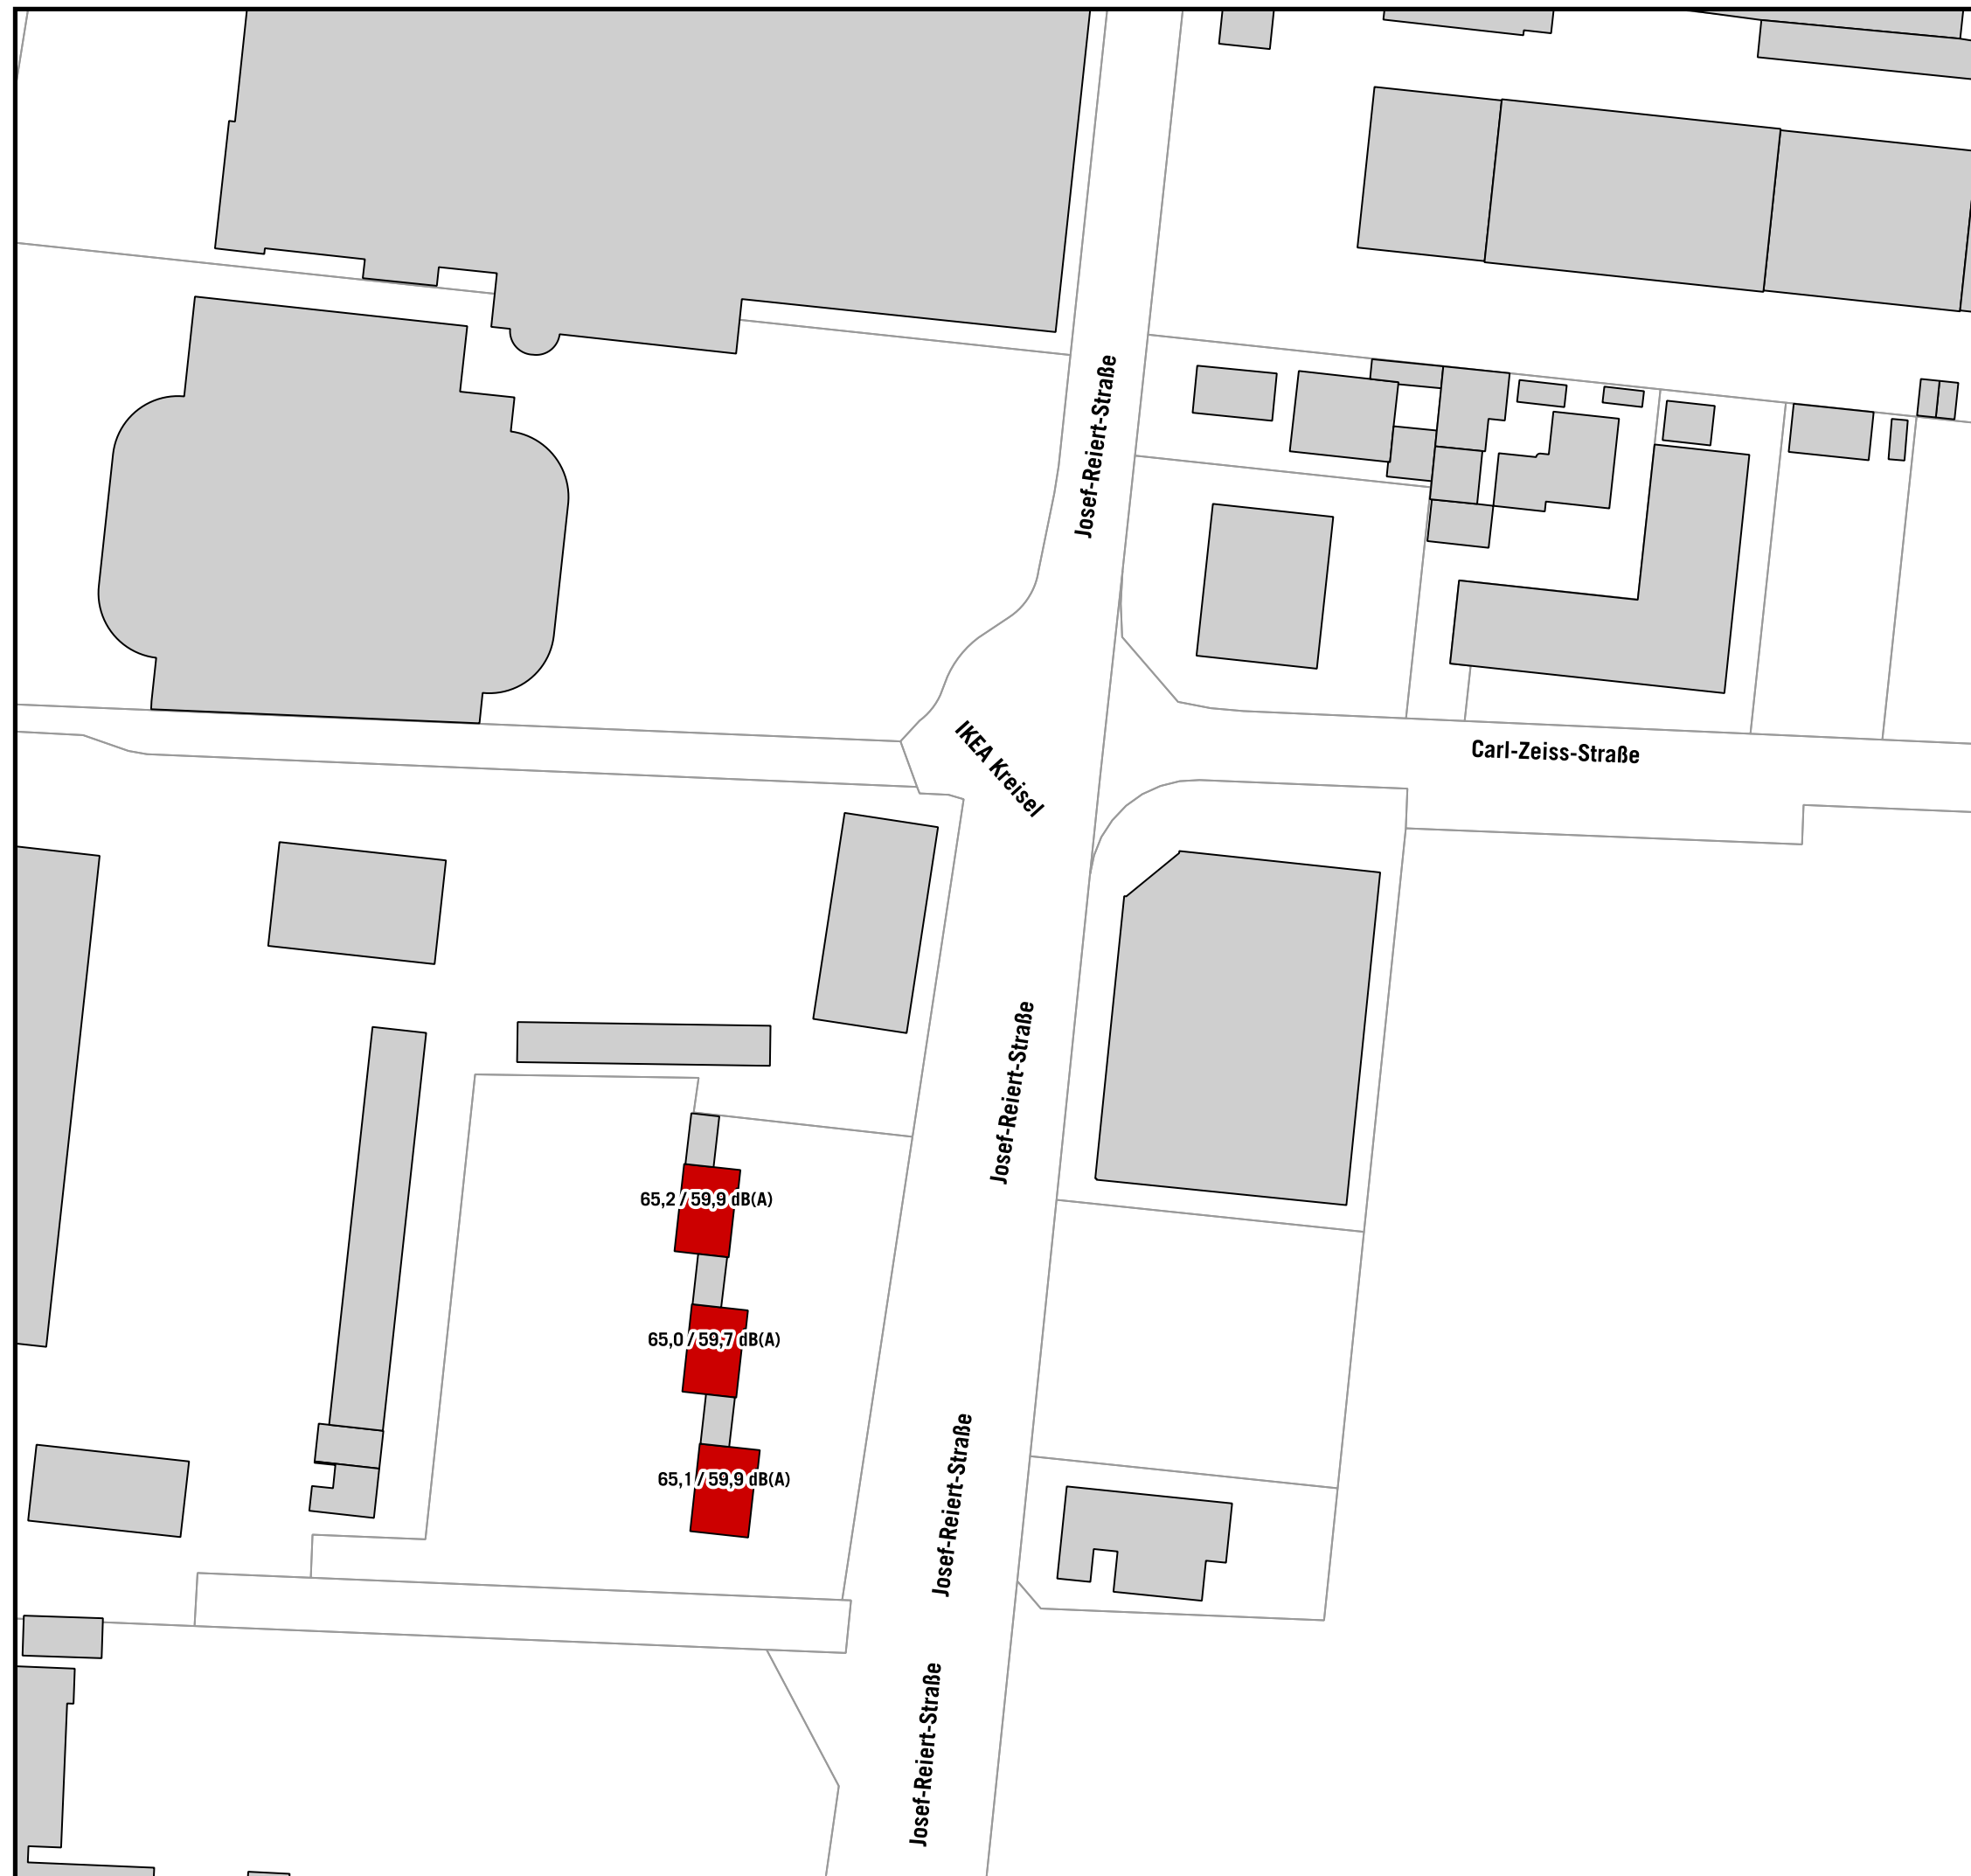 Josef-Reiert-Straße
IKEA Kreisel
Carl-Zeiss-Straße
Josef-Reiert-Straße
65,2 / 59,9 dB(A)
65,0 / 59,7 dB(A)
65,1 / 59,9 dB(A)
Josef-Reiert-Straße
Josef-Reiert-Straße